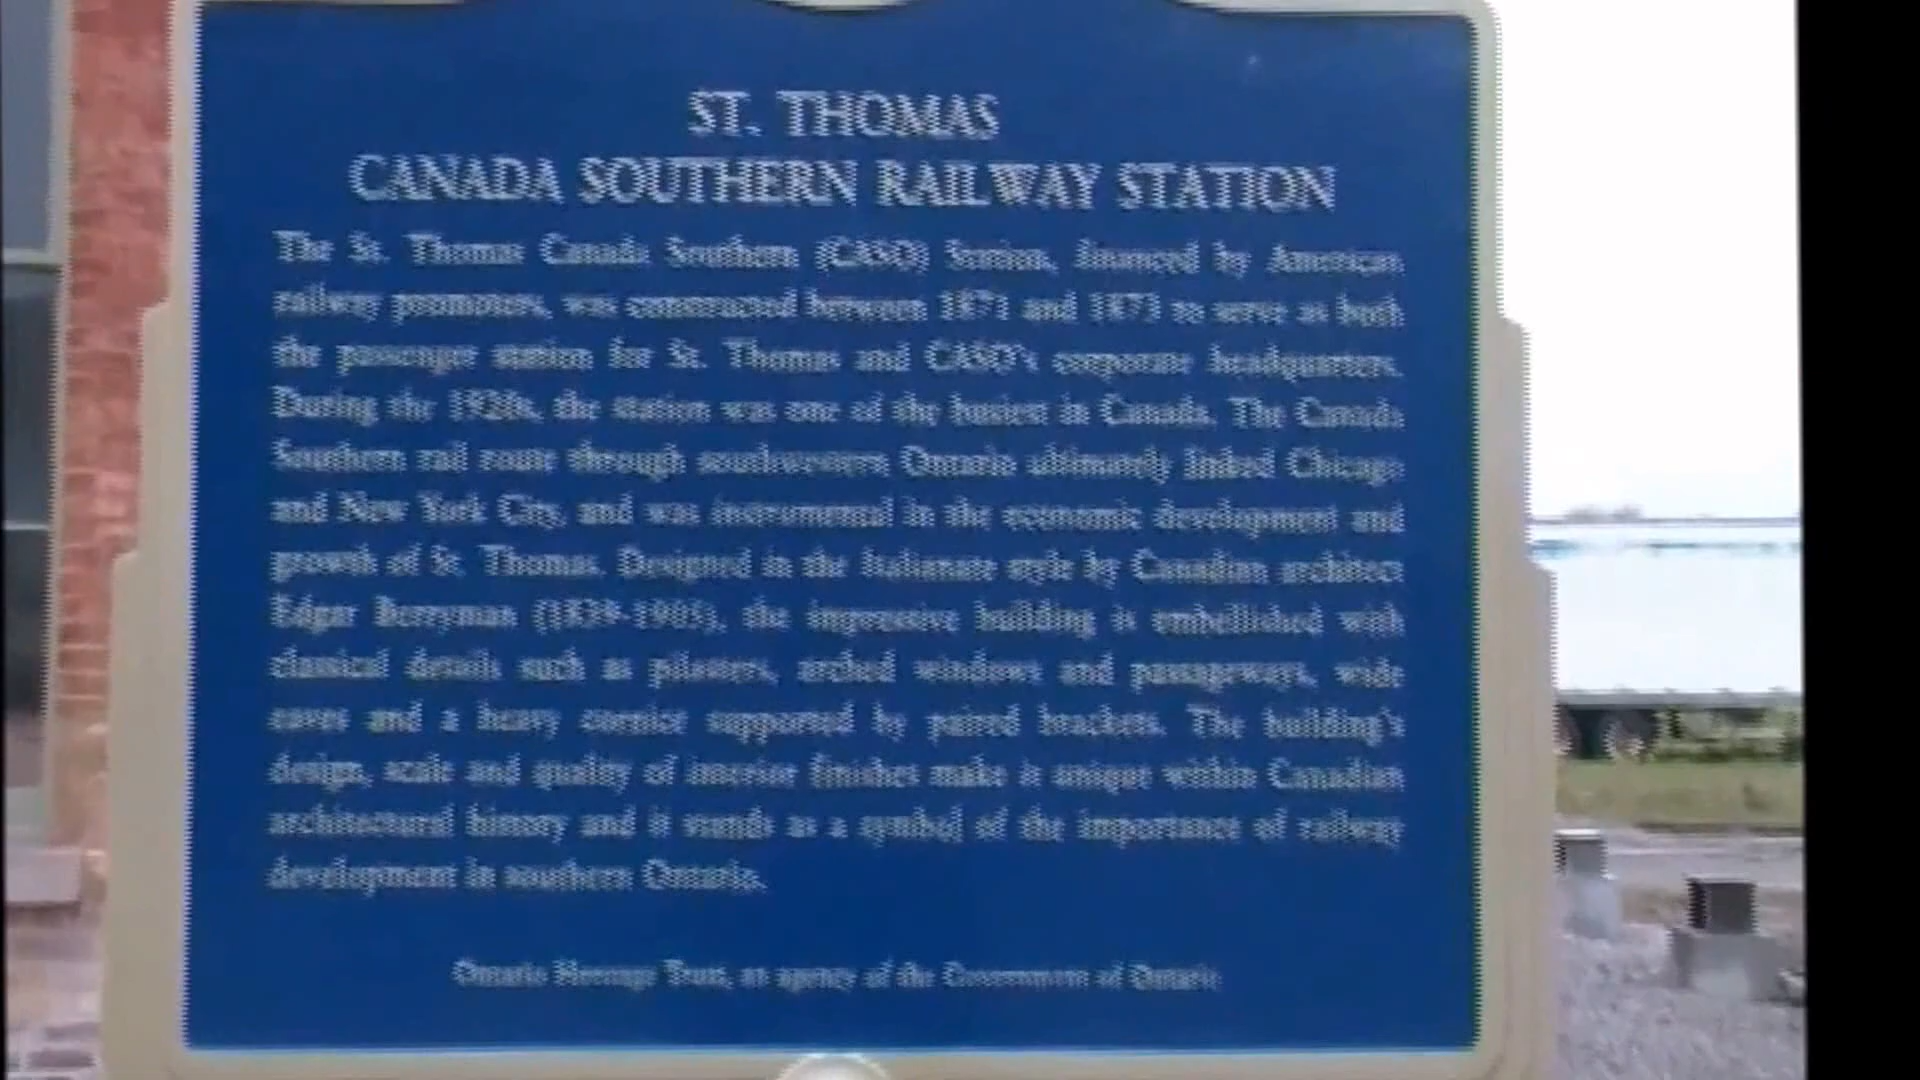 ST. THOMAS
CANADA SOUTHERN RAILWAY STATION
The St. Thomas Canada Southern (CASO) Station, financed by American
railway promoters, was constructed between 1871 and 1873 to serve as both
the passenger station for St. Thomas and CASO's corporate headquarters.
During the 1920s, the station was one of the busiest in Canada. The Canada
Southern rail route through southwestern Ontario ultimately linked Chicago
and New York City, and was instrumental in the economic development and
growth of St. Thomas. Designed in the Italianate style by Canadian architect
Edgar Berryman (1839-1905), the impressive building is embellished with
classical details such as pilasters, arched windows and passageways, wide
eaves and a heavy cornice supported by paired brackets. The building's
design, scale and quality of interior finishes make it unique within Canadian
architectural history and it stands as a symbol of the importance of railway
development in southern Ontario.
Ontario Heritage Trust, an agency of the Government of Ontario